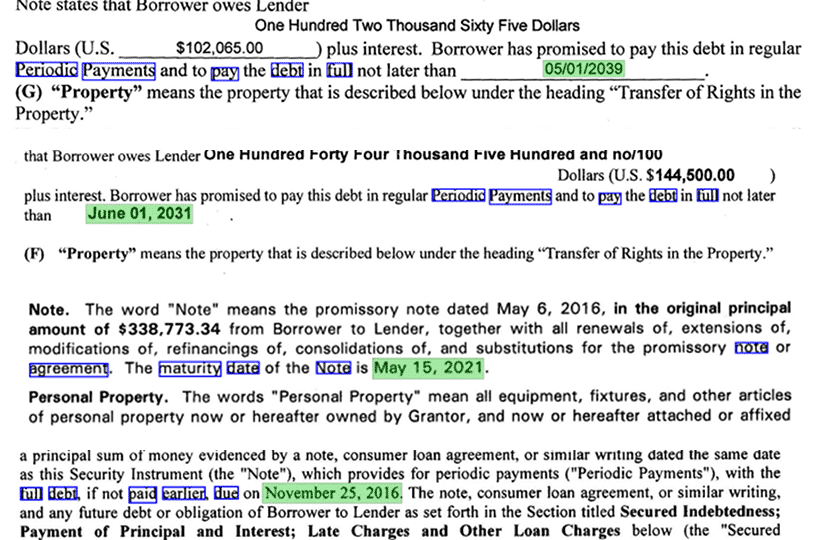 Note states that Borrower owes Lender
One Hundred Two Thousand Sixty Five Dollars
Dollars (U.S. $102,065.00 ) plus interest. Borrower has promised to pay this debt in regular
Periodic Payments and to pay the debt in full not later than 05/01/2039 .
(G) “Property” means the property that is described below under the heading “Transfer of Rights in the
Property.”
that Borrower owes Lender One Hundred Forty Four Thousand Five Hundred and no/100
Dollars (U.S. $144,500.00 )
plus interest. Borrower has promised to pay this debt in regular Periodic Payments and to pay the debt in full not later
than June 01, 2031 .
(F) “Property” means the property that is described below under the heading “Transfer of Rights in the Property.”
Note. The word "Note" means the promissory note dated May 6, 2016, in the original principal
amount of $338,773.34 from Borrower to Lender, together with all renewals of, extensions of,
modifications of, refinancings of, consolidations of, and substitutions for the promissory note or
agreement. The maturity date of the Note is May 15, 2021.
Personal Property. The words "Personal Property" mean all equipment, fixtures, and other articles
of personal property now or hereafter owned by Grantor, and now or hereafter attached or affixed
a principal sum of money evidenced by a note, consumer loan agreement, or similar writing dated the same date
as this Security Instrument (the "Note"), which provides for periodic payments ("Periodic Payments"), with the
full debt, if not paid earlier, due on November 25, 2016. The note, consumer loan agreement, or similar writing,
and any future debt or obligation of Borrower to Lender as set forth in the Section titled Secured Indebtedness;
Payment of Principal and Interest; Late Charges and Other Loan Charges below (the "Secured